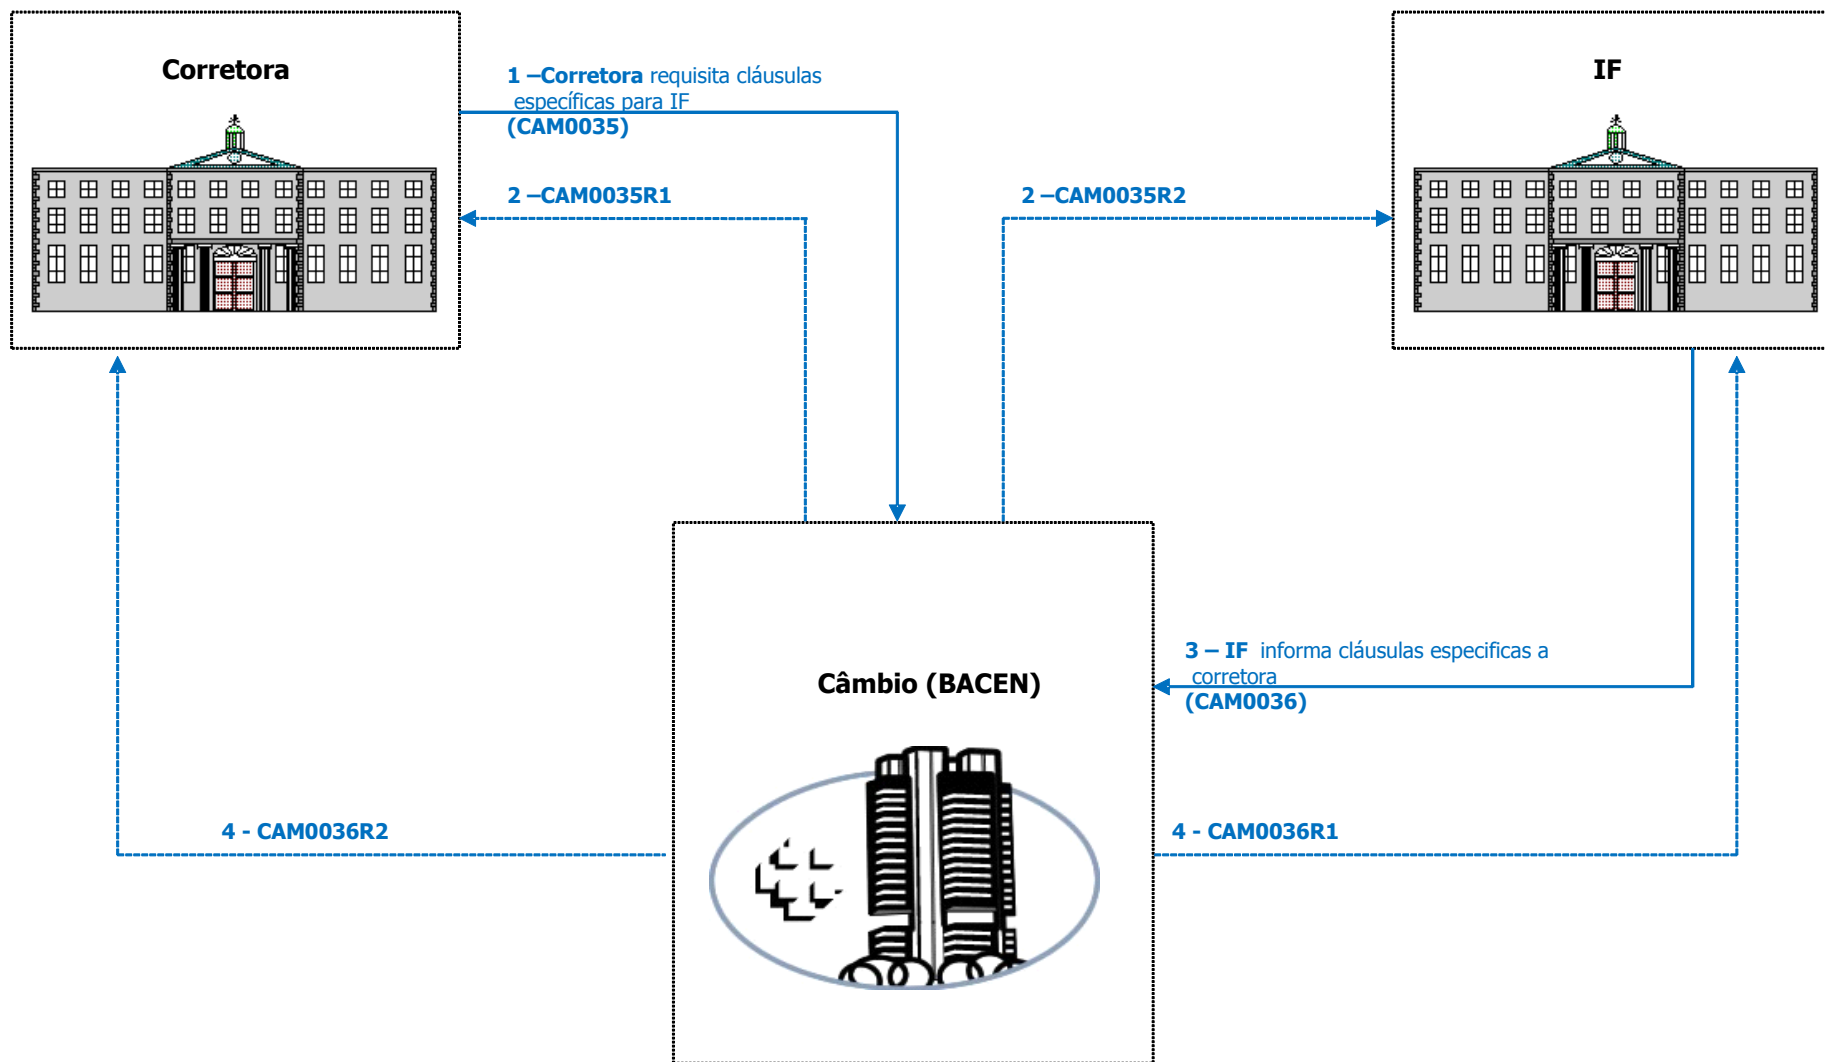 Corretora
IF
1 –Corretora requisita cláusulas
específicas para IF
(CAM0035)
2 –CAM0035R1
2 –CAM0035R2
3 – IF  informa cláusulas especificas a
corretora
(CAM0036)
Câmbio (BACEN)
4 - CAM0036R2
4 - CAM0036R1